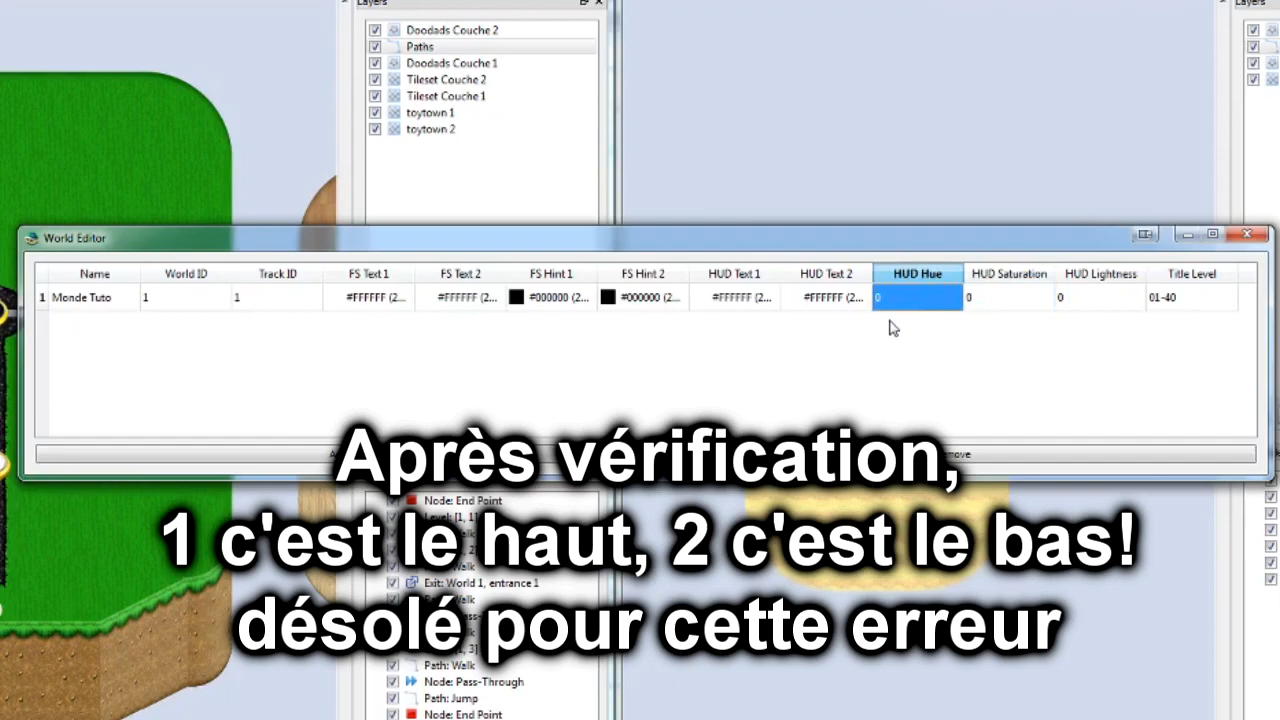 Layers
Layers
Doodads Couche 2
Paths
Doodads Couche 1
Tileset Couche 2
Tileset Couche 1
toytown 1
toytown 2
World Editor
Name World ID Track ID FS Text 1 FS Text 2 FS Hint 1 FS Hint 2 HUD Text 1 HUD Text 2 HUD Hue HUD Saturation HUD Lightness Title Level
1 Monde Tuto 1 1 #FFFFFF (2... #FFFFFF (2... #000000 (2... #000000 (2... #FFFFFF (2... #FFFFFF (2... 0 0 0 01-40
Après vérification,
1 c'est le haut, 2 c'est le bas!
désolé pour cette erreur
Node: End Point
Exit: World 1, entrance 1
Path: Walk
Node: Pass-Through
Path: Jump
Node: End Point